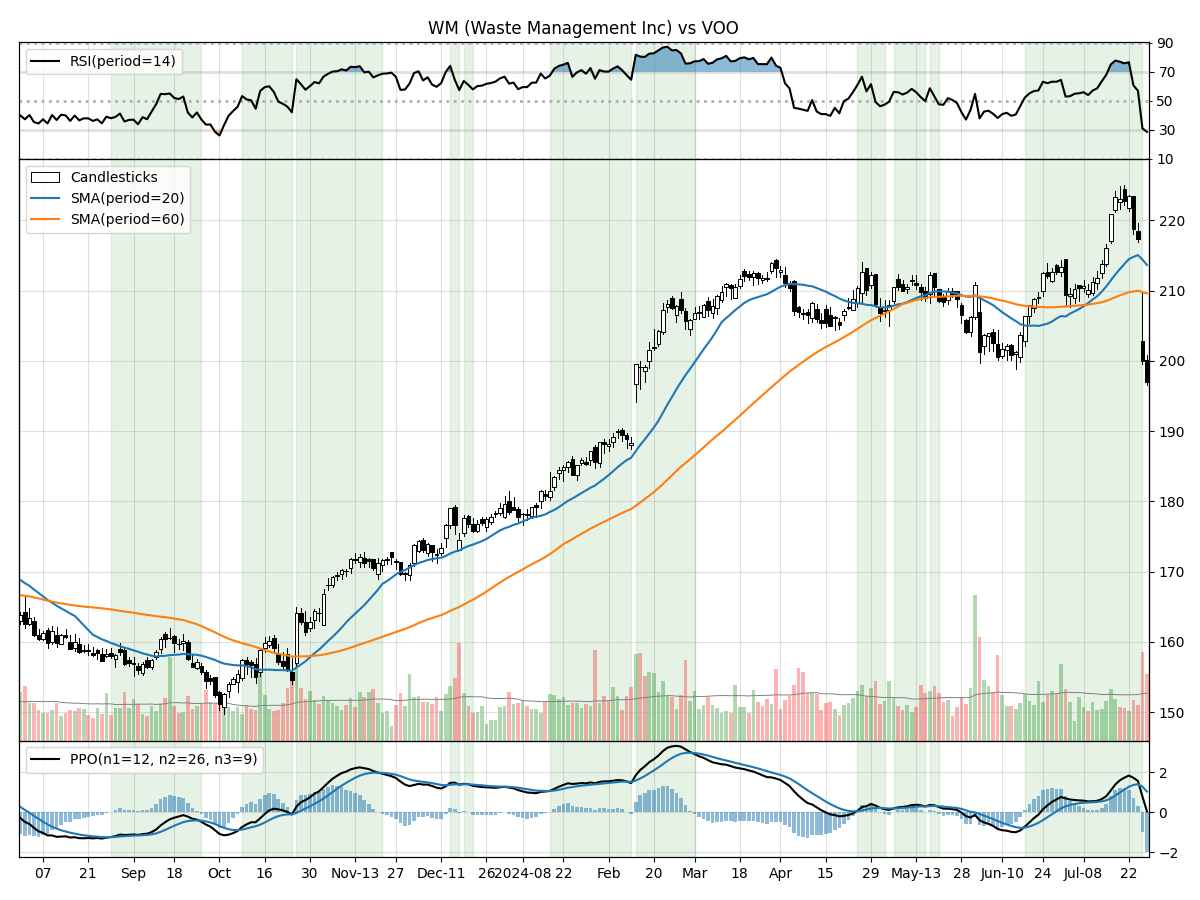 WM (Waste Management Inc) vs VOO
RSI(period=14)
90
70
50
30
10
Candlesticks
SMA(period=20)
SMA(period=60)
220
210
200
190
180
170
160
150
PPO(n1=12, n2=26, n3=9)
2
0
−2
07 21 Sep 18 Oct 16 30 Nov-13 27 Dec-11 26 2024-08 22 Feb 20 Mar 18 Apr 15 29 May-13 28 Jun-10 24 Jul-08 22